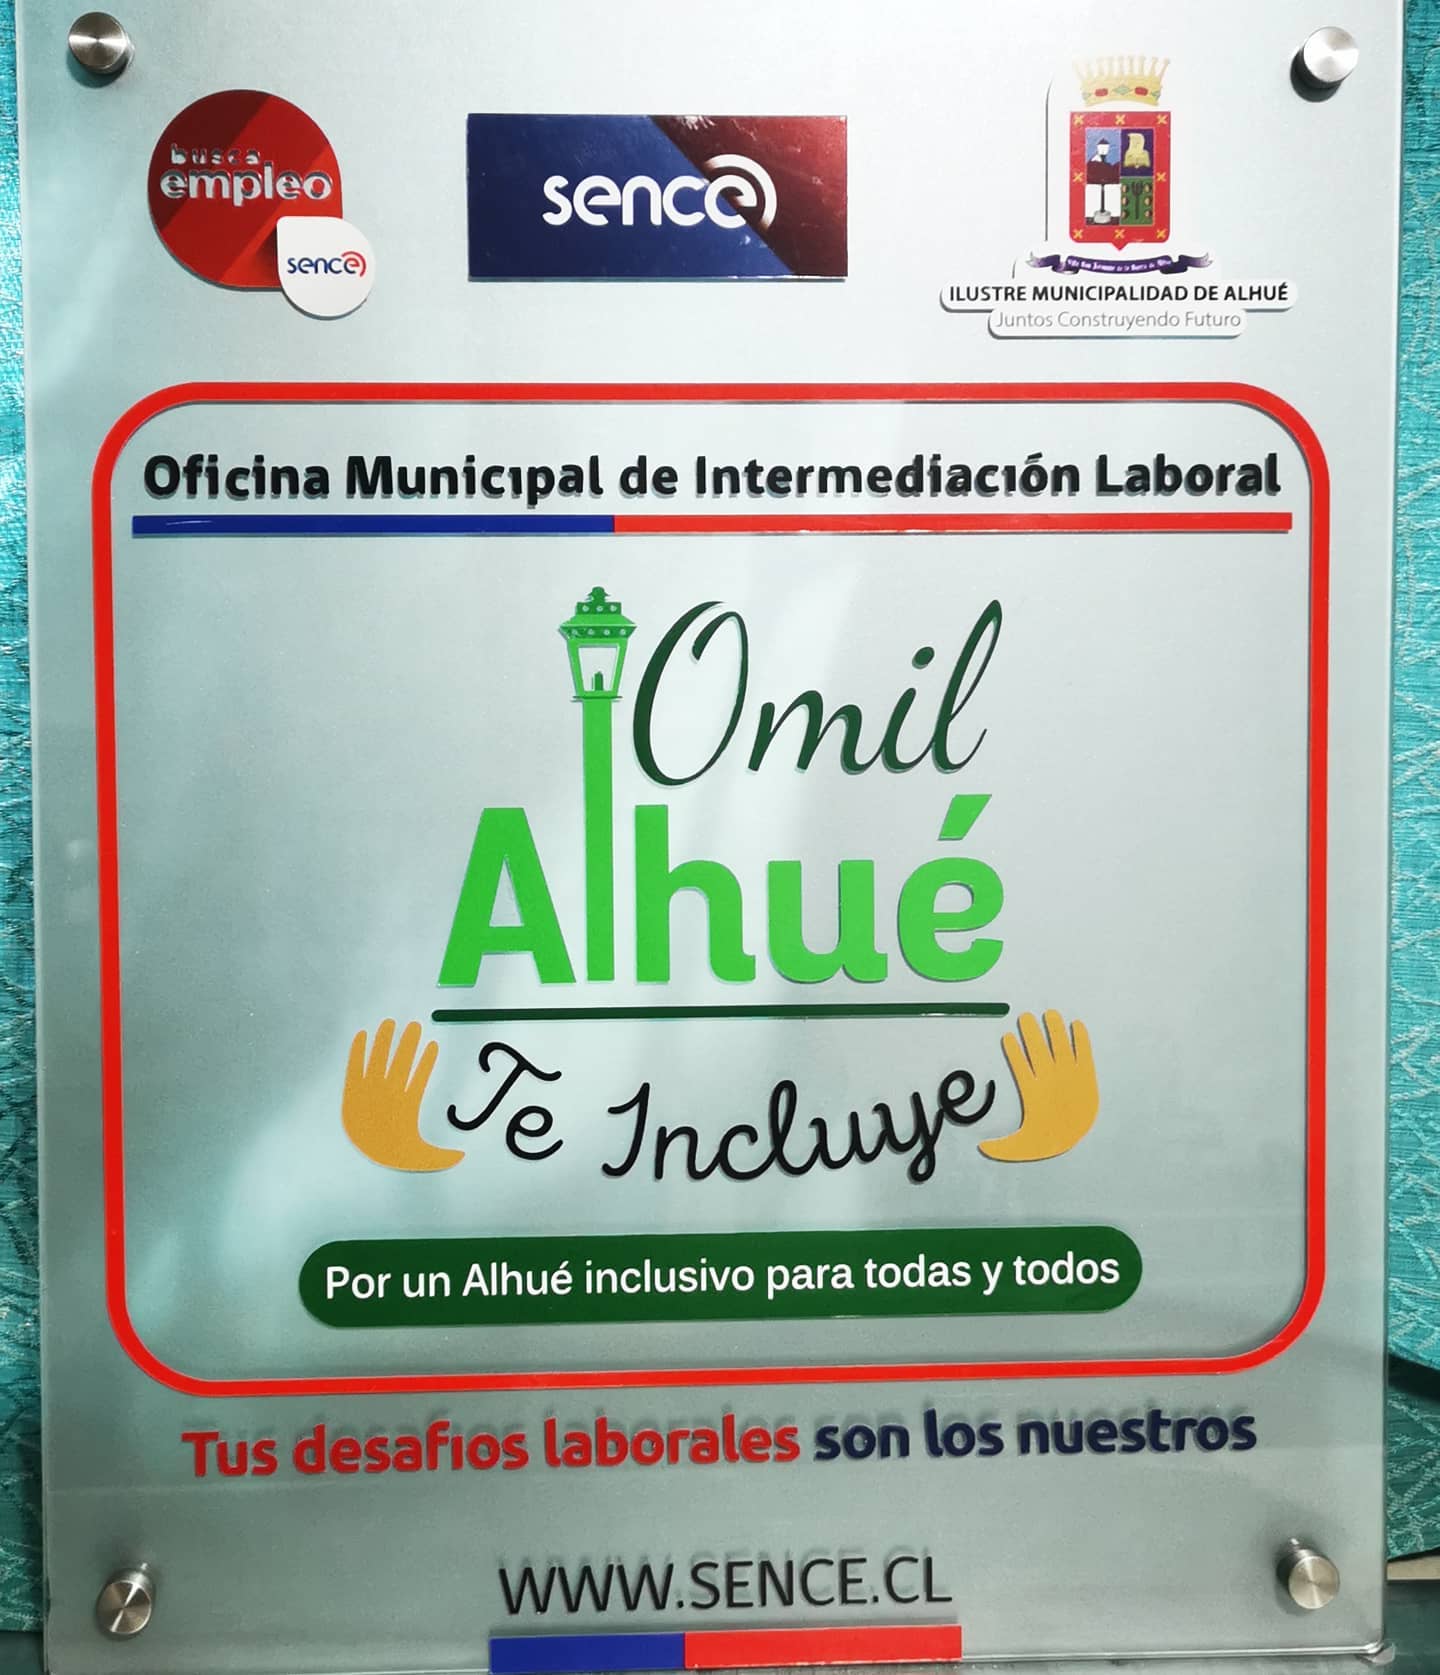 busca
empleo
sence
sence
ILUSTRE MUNICIPALIDAD DE ALHUÉ
Juntos Construyendo Futuro
Oficina Municipal de Intermediación Laboral
Omil
Alhué
Te Incluye
Por un Alhué inclusivo para todas y todos
Tus desafíos laborales son los nuestros
WWW.SENCE.CL